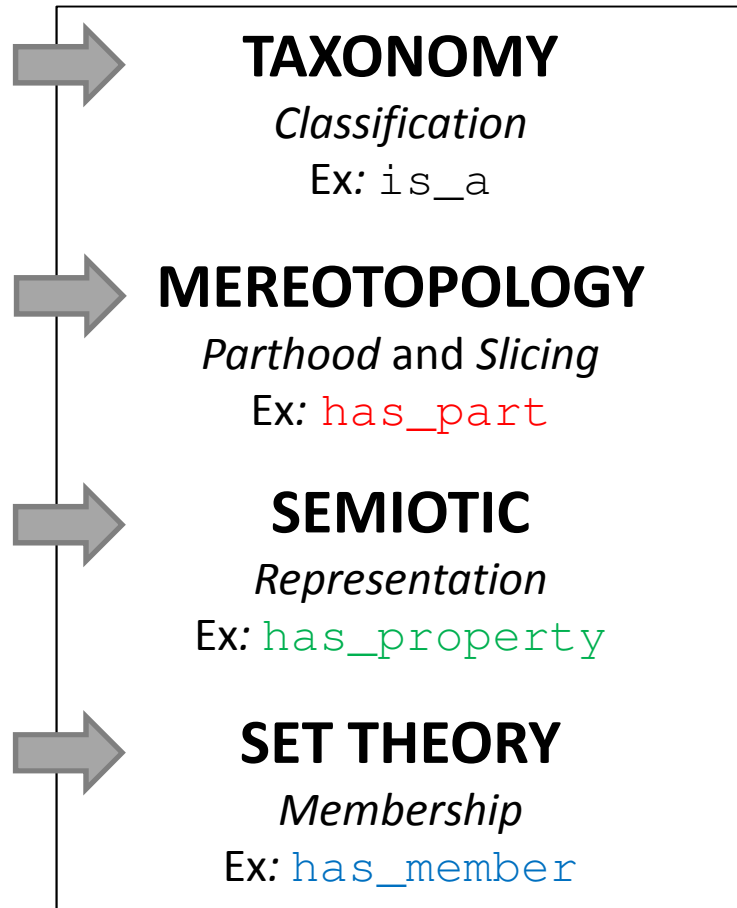 TAXONOMY
Classification
Ex: is_a
MEREOTOPOLOGY
Parthood and Slicing
Ex: has_part
SEMIOTIC
Representation
Ex: has_property
SET THEORY
Membership
Ex: has_member